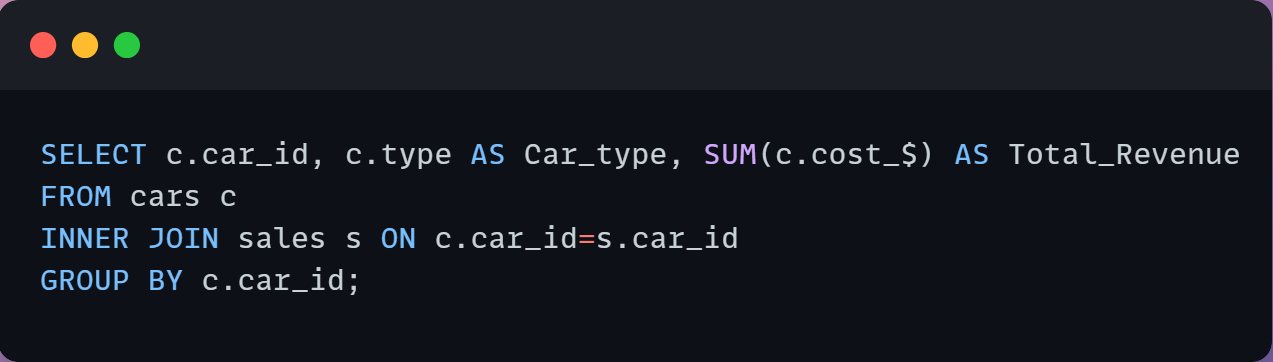 SELECT c.car_id, c.type AS Car_type, SUM(c.cost_$) AS Total_Revenue
FROM cars c
INNER JOIN sales s ON c.car_id=s.car_id
GROUP BY c.car_id;